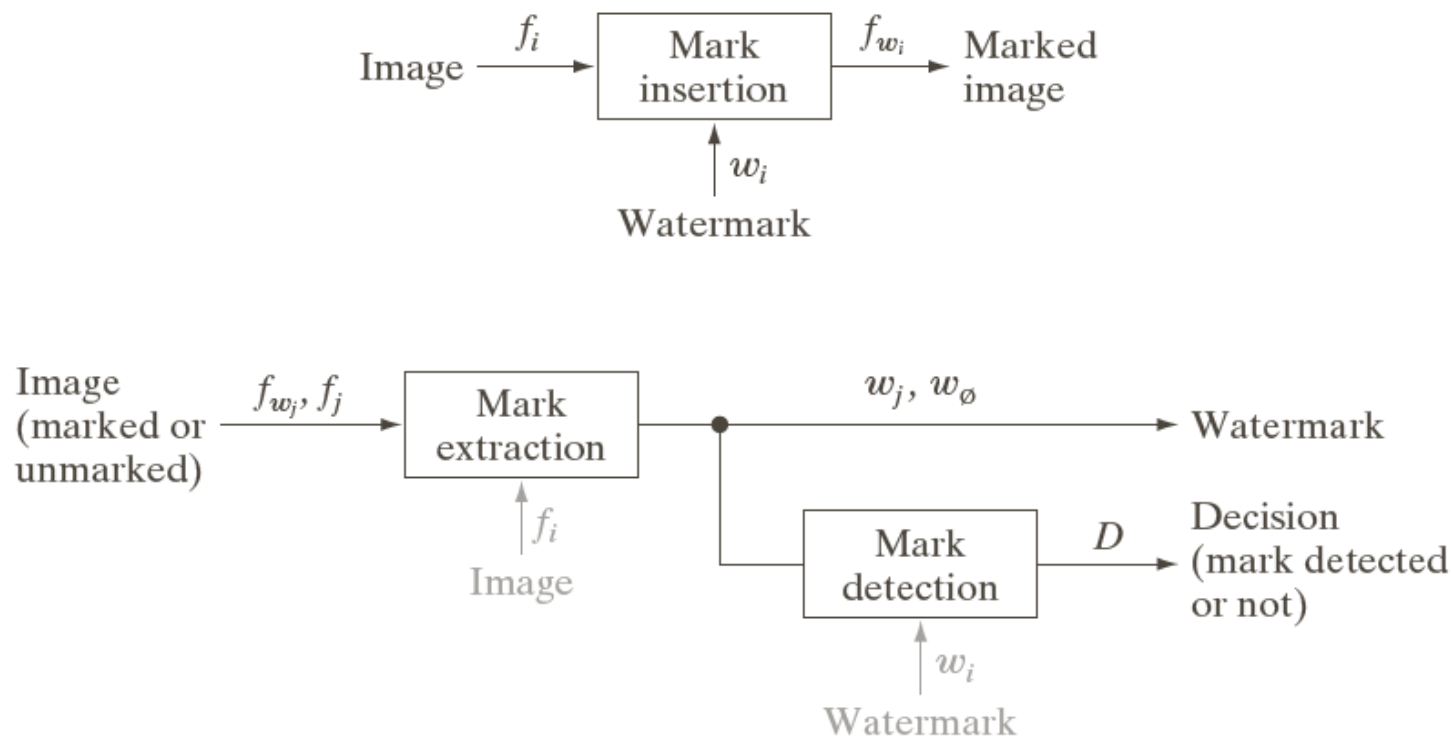 Image
f_i
Mark
insertion
f_{w_i}
Marked
image
w_i
Watermark
Image
(marked or
unmarked)
f_{w_j}, f_j
Mark
extraction
w_j, w_ø
Watermark
f_i
Image
Mark
detection
D
Decision
(mark detected
or not)
w_i
Watermark